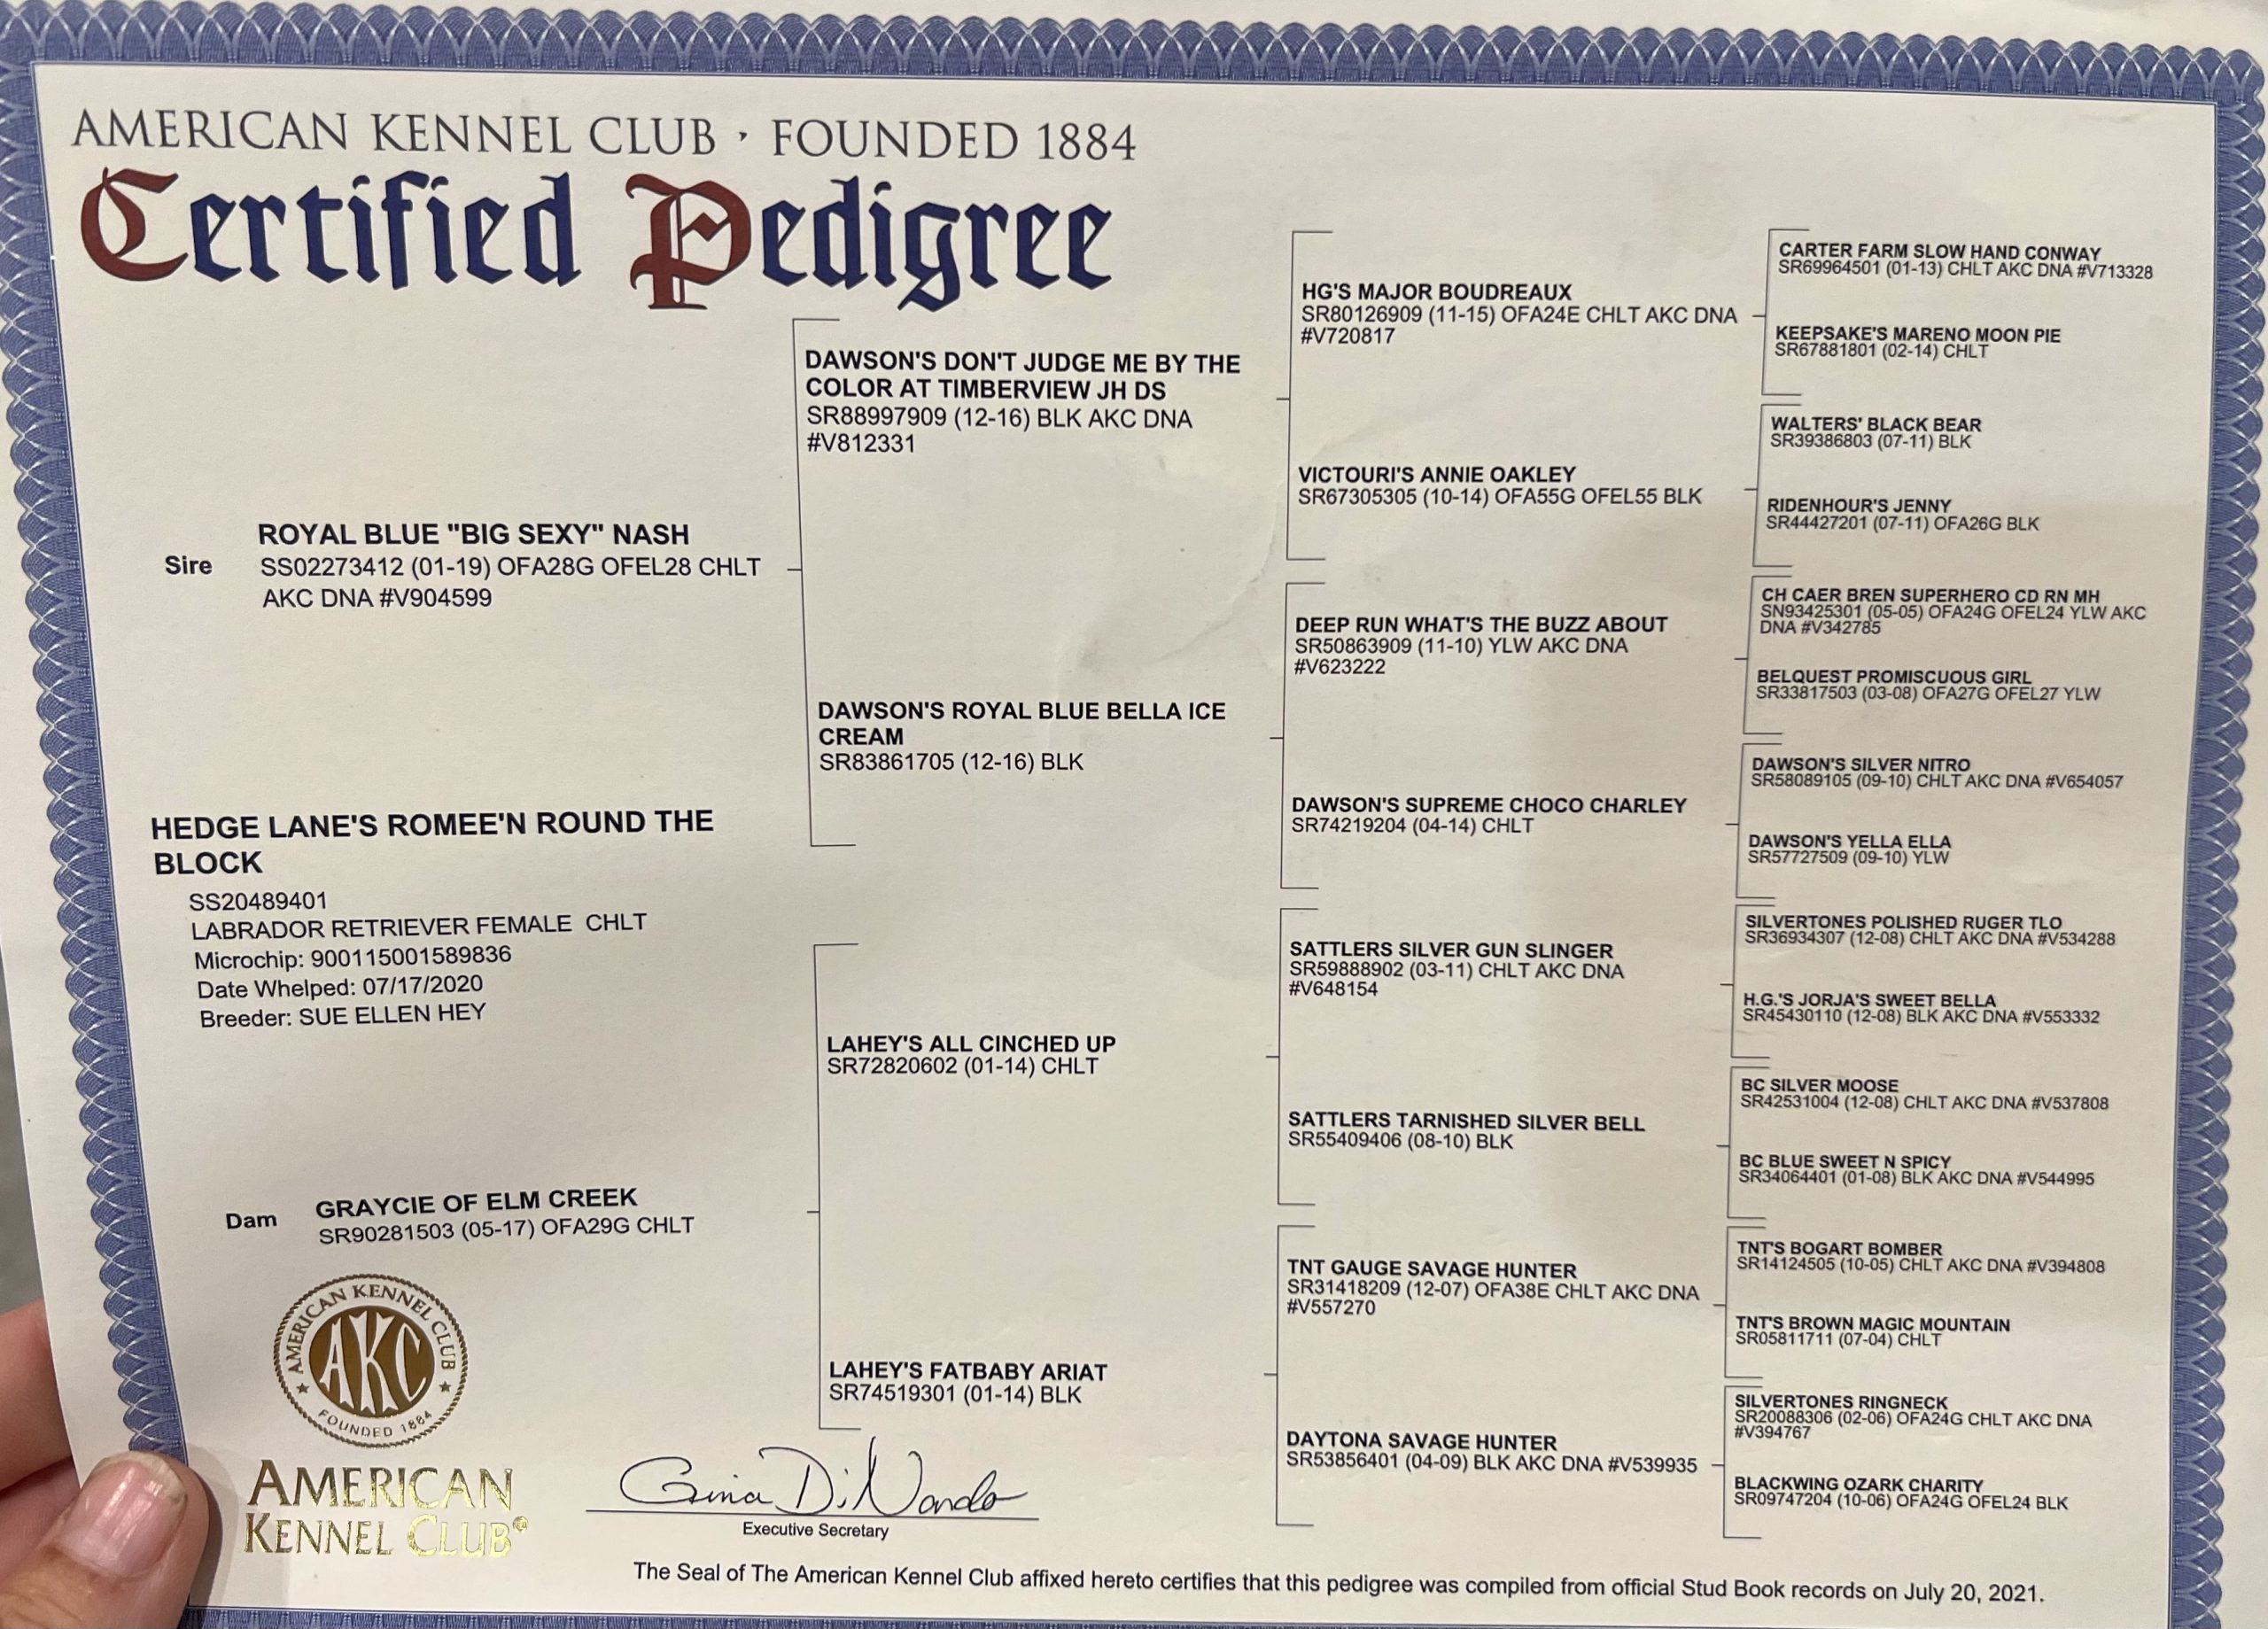 AMERICAN KENNEL CLUB · FOUNDED 1884
Certified Pedigree
Sire
ROYAL BLUE "BIG SEXY" NASH
SS02273412 (01-19) OFA28G OFEL28 CHLT
AKC DNA #V904599
HEDGE LANE'S ROMEE'N ROUND THE
BLOCK
SS20489401
LABRADOR RETRIEVER FEMALE CHLT
Microchip: 900115001589836
Date Whelped: 07/17/2020
Breeder: SUE ELLEN HEY
Dam
GRAYCIE OF ELM CREEK
SR90281503 (05-17) OFA29G CHLT
DAWSON'S DON'T JUDGE ME BY THE
COLOR AT TIMBERVIEW JH DS
SR88997909 (12-16) BLK AKC DNA
#V812331
DAWSON'S ROYAL BLUE BELLA ICE
CREAM
SR83861705 (12-16) BLK
LAHEY'S ALL CINCHED UP
SR72820602 (01-14) CHLT
LAHEY'S FATBABY ARIAT
SR74519301 (01-14) BLK
HG'S MAJOR BOUDREAUX
SR80126909 (11-15) OFA24E CHLT AKC DNA
#V720817
VICTOURI'S ANNIE OAKLEY
SR67305305 (10-14) OFA55G OFEL55 BLK
DEEP RUN WHAT'S THE BUZZ ABOUT
SR50863909 (11-10) YLW AKC DNA
#V623222
DAWSON'S SUPREME CHOCO CHARLEY
SR74219204 (04-14) CHLT
SATTLERS SILVER GUN SLINGER
SR59888902 (03-11) CHLT AKC DNA
#V648154
SATTLERS TARNISHED SILVER BELL
SR55409406 (08-10) BLK
TNT GAUGE SAVAGE HUNTER
SR31418209 (12-07) OFA38E CHLT AKC DNA
#V557270
DAYTONA SAVAGE HUNTER
SR53856401 (04-09) BLK AKC DNA #V539935
CARTER FARM SLOW HAND CONWAY
SR69964501 (01-13) CHLT AKC DNA #V713328
KEEPSAKE'S MARENO MOON PIE
SR67881801 (02-14) CHLT
WALTERS' BLACK BEAR
SR39386803 (07-11) BLK
RIDENHOUR'S JENNY
SR44427201 (07-11) OFA26G BLK
CH CAER BREN SUPERHERO CD RN MH
SN93425301 (05-05) OFA24G OFEL24 YLW AKC
DNA #V342785
BELQUEST PROMISCUOUS GIRL
SR33817503 (03-08) OFA27G OFEL27 YLW
DAWSON'S SILVER NITRO
SR58089105 (09-10) CHLT AKC DNA #V654057
DAWSON'S YELLA ELLA
SR57727509 (09-10) YLW
SILVERTONES POLISHED RUGER TLO
SR36934307 (12-08) CHLT AKC DNA #V534288
H.G.'S JORJA'S SWEET BELLA
SR45430110 (12-08) BLK AKC DNA #V553332
BC SILVER MOOSE
SR42531004 (12-08) CHLT AKC DNA #V537808
BC BLUE SWEET N SPICY
SR34064401 (01-08) BLK AKC DNA #V544995
TNT'S BOGART BOMBER
SR14124505 (10-05) CHLT AKC DNA #V394808
TNT'S BROWN MAGIC MOUNTAIN
SR05811711 (07-04) CHLT
SILVERTONES RINGNECK
SR20088306 (02-06) OFA24G CHLT AKC DNA
#V394767
BLACKWING OZARK CHARITY
SR09747204 (10-06) OFA24G OFEL24 BLK
AMERICAN KENNEL CLUB
AKC
FOUNDED 1884
AMERICAN
KENNEL CLUB®
Gina DiNardo
Executive Secretary
The Seal of The American Kennel Club affixed hereto certifies that this pedigree was compiled from official Stud Book records on July 20, 2021.